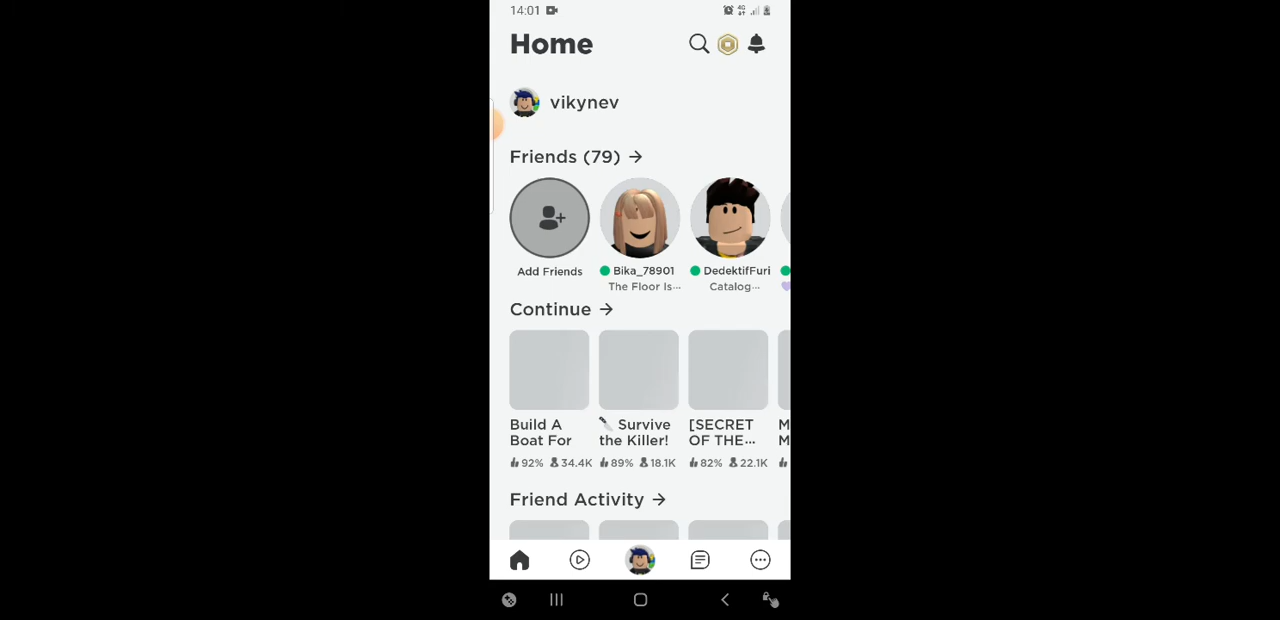 14:01
4G
Home
vikynev
Friends (79) →
Add Friends
Bika_78901
The Floor Is...
DedektifFuri
Catalog...
Continue →
Build A
Boat For
92% 34.4K
🔪 Survive
the Killer!
89% 18.1K
[SECRET
OF THE...
82% 22.1K
M
M
Friend Activity →